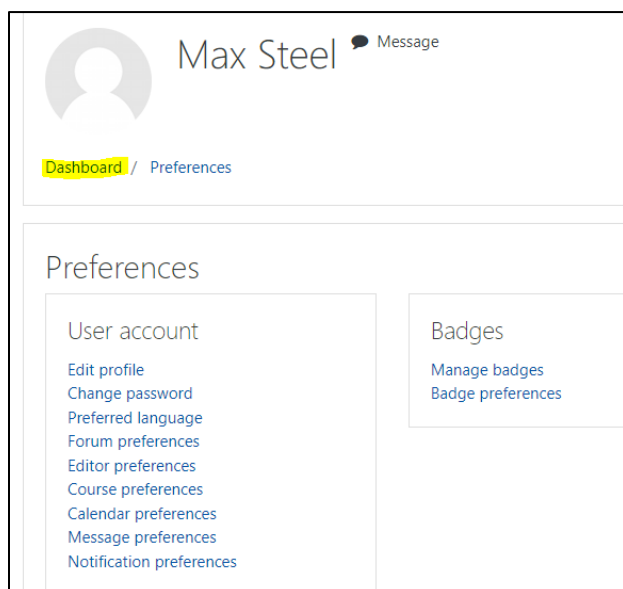 Max Steel Message
Dashboard / Preferences
Preferences
User account
Edit profile
Change password
Preferred language
Forum preferences
Editor preferences
Course preferences
Calendar preferences
Message preferences
Notification preferences
Badges
Manage badges
Badge preferences